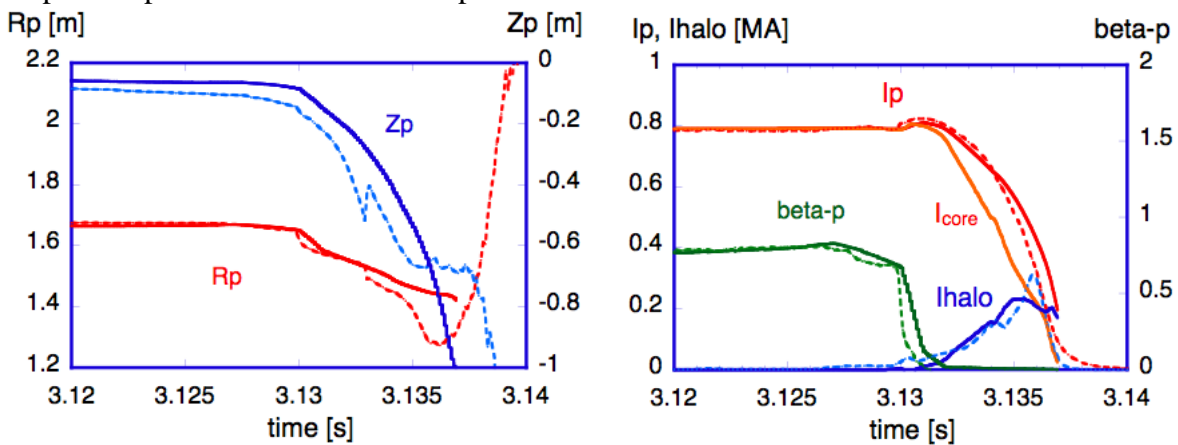 Rp [m]
Zp [m]
2.2
2
1.8
1.6
1.4
1.2
0
-0.2
-0.4
-0.6
-0.8
-1
Zp
Rp
3.12
3.125
3.13
3.135
3.14
time [s]
Ip, Ihalo [MA]
beta-p
1
0.8
0.6
0.4
0.2
0
2
1.5
1
0.5
0
Ip
beta-p
Icore
Ihalo
3.12
3.125
3.13
3.135
3.14
time [s]